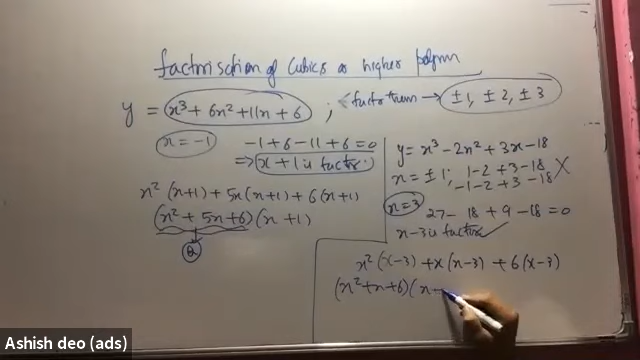 factorisction of Cubics or higher polym
y = x³ + 6x² + 11x + 6 ; factor thm → ±1, ±2, ±3
x = -1
-1 + 6 - 11 + 6 = 0
⇒ x + 1 is factor.
x² (x+1) + 5x (x+1) + 6 (x+1)
(x² + 5x + 6) (x + 1)
Q
y = x³ - 2x² + 3x - 18
x = ± 1; 1 - 2 + 3 - 18
-1 - 2 + 3 - 18 X
x = 3
27 - 18 + 9 - 18 = 0
x - 3 is factor ✓
x² (x-3) + x (x-3) + 6 (x-3)
(x² + x + 6) (x -
Ashish deo (ads)